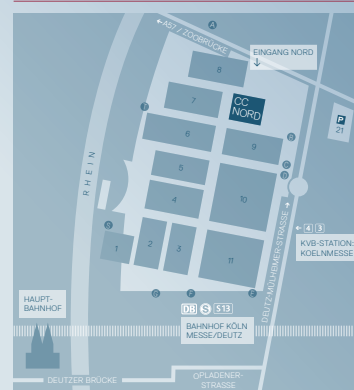 A
←A57 / ZOOBRÜCKE
EINGANG NORD
↓
8
7
CC
NORD
P
21
6
9
5
4
10
RHEIN
DEUTZ-MÜLHEIMER-STRASSE
← 4 3
KVB-STATION:
KOELNMESSE
1
2
3
11
HAUPT-
BAHNHOF
DB S S13
BAHNHOF KÖLN
MESSE/DEUTZ
DEUTZER BRÜCKE
OPLADENER-
STRASSE